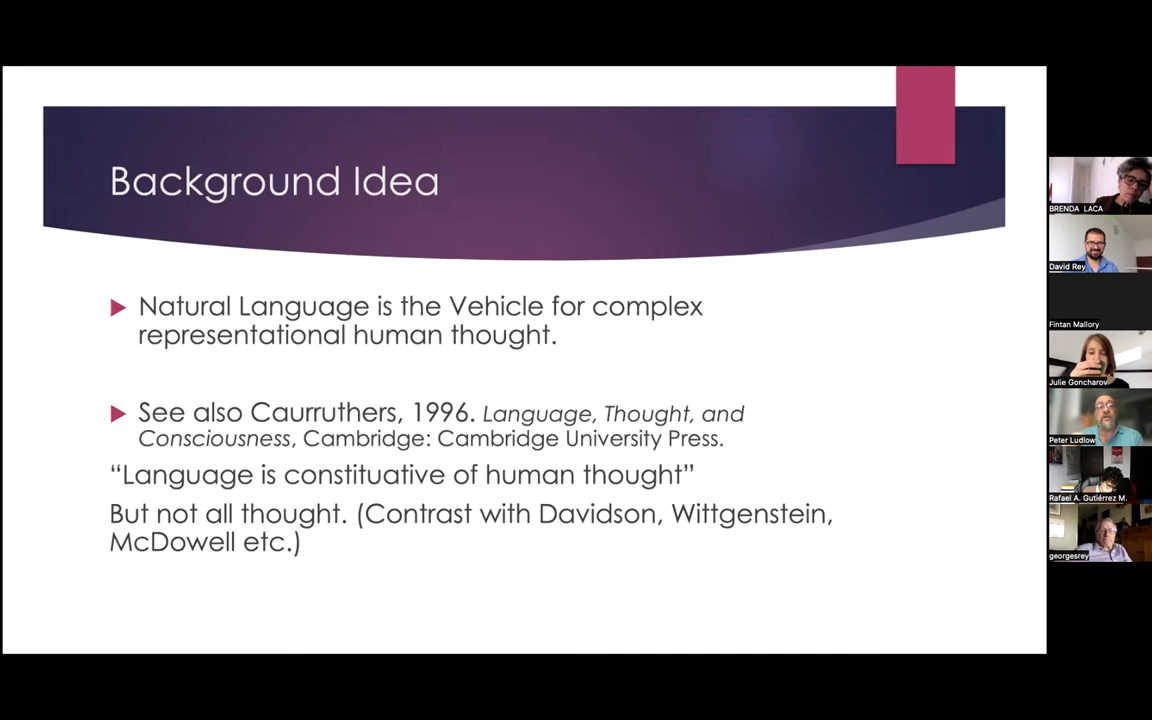 Background Idea
Natural Language is the Vehicle for complex
representational human thought.
See also Caurruthers, 1996. Language, Thought, and
Consciousness, Cambridge: Cambridge University Press.
“Language is constituative of human thought”
But not all thought. (Contrast with Davidson, Wittgenstein,
McDowell etc.)
BRENDA LACA
David Rey
Fintan Mallory
Julie Goncharov
Peter Ludlow
Rafael A. Gutiérrez M.
georgesrey